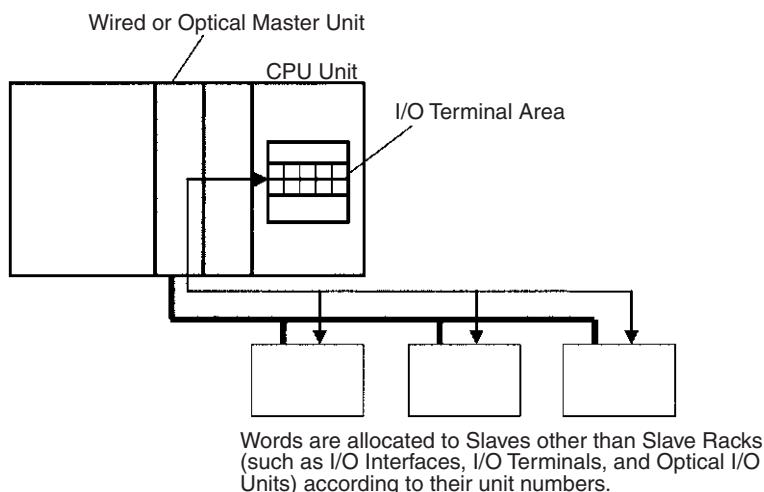 Wired or Optical Master Unit
CPU Unit
I/O Terminal Area
Words are allocated to Slaves other than Slave Racks
(such as I/O Interfaces, I/O Terminals, and Optical I/O
Units) according to their unit numbers.